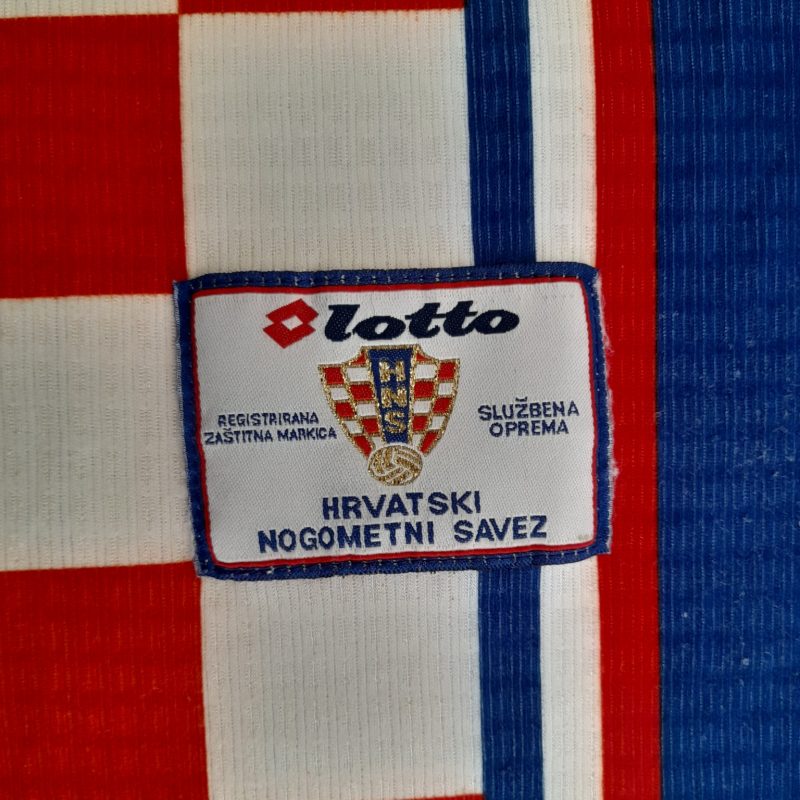 lotto
HNS
REGISTRIRANA
ZAŠTITNA MARKICA
SLUŽBENA
OPREMA
HRVATSKI
NOGOMETNI SAVEZ